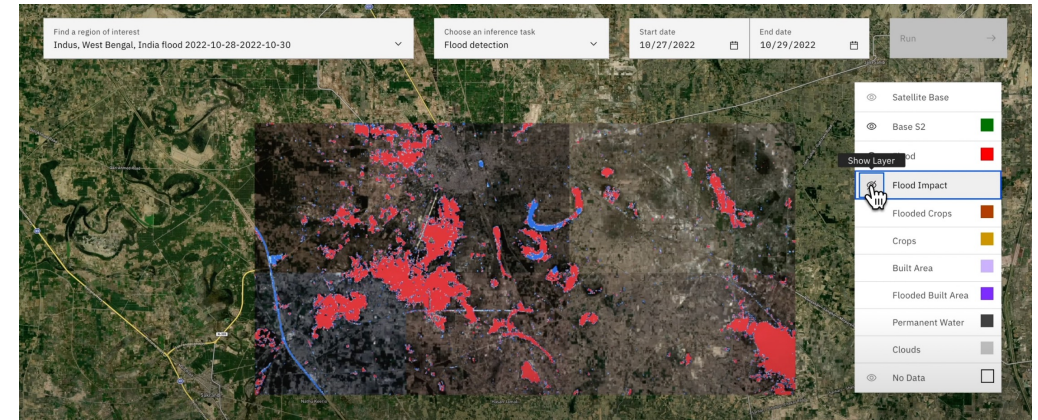 Find a region of interest
Indus, West Bengal, India flood 2022-10-28-2022-10-30
Choose an inference task
Flood detection
Start date
10/27/2022
End date
10/29/2022
Run
Satellite Base
Base S2
Show Layer
Flood Impact
Flooded Crops
Crops
Built Area
Flooded Built Area
Permanent Water
Clouds
No Data